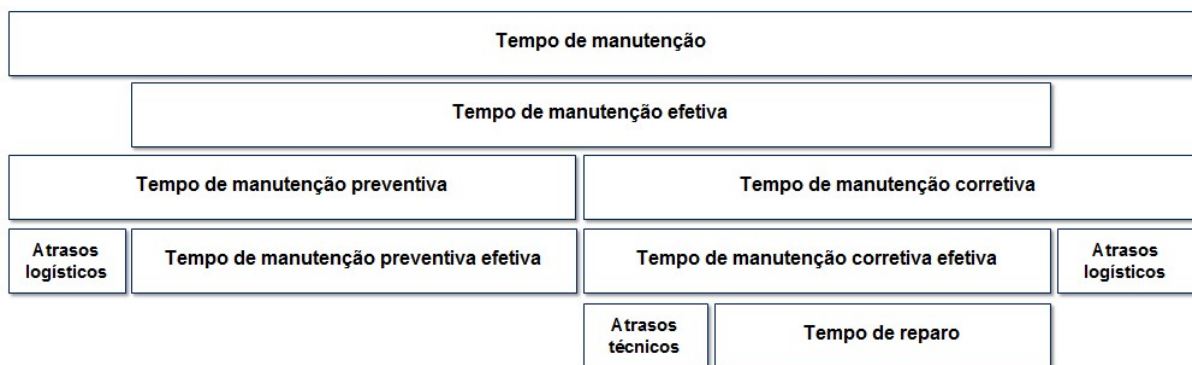 Tempo de manutenção
Tempo de manutenção efetiva
Tempo de manutenção preventiva
Tempo de manutenção corretiva
Atrasos
logísticos
Tempo de manutenção preventiva efetiva
Tempo de manutenção corretiva efetiva
Atrasos
logísticos
Atrasos
técnicos
Tempo de reparo